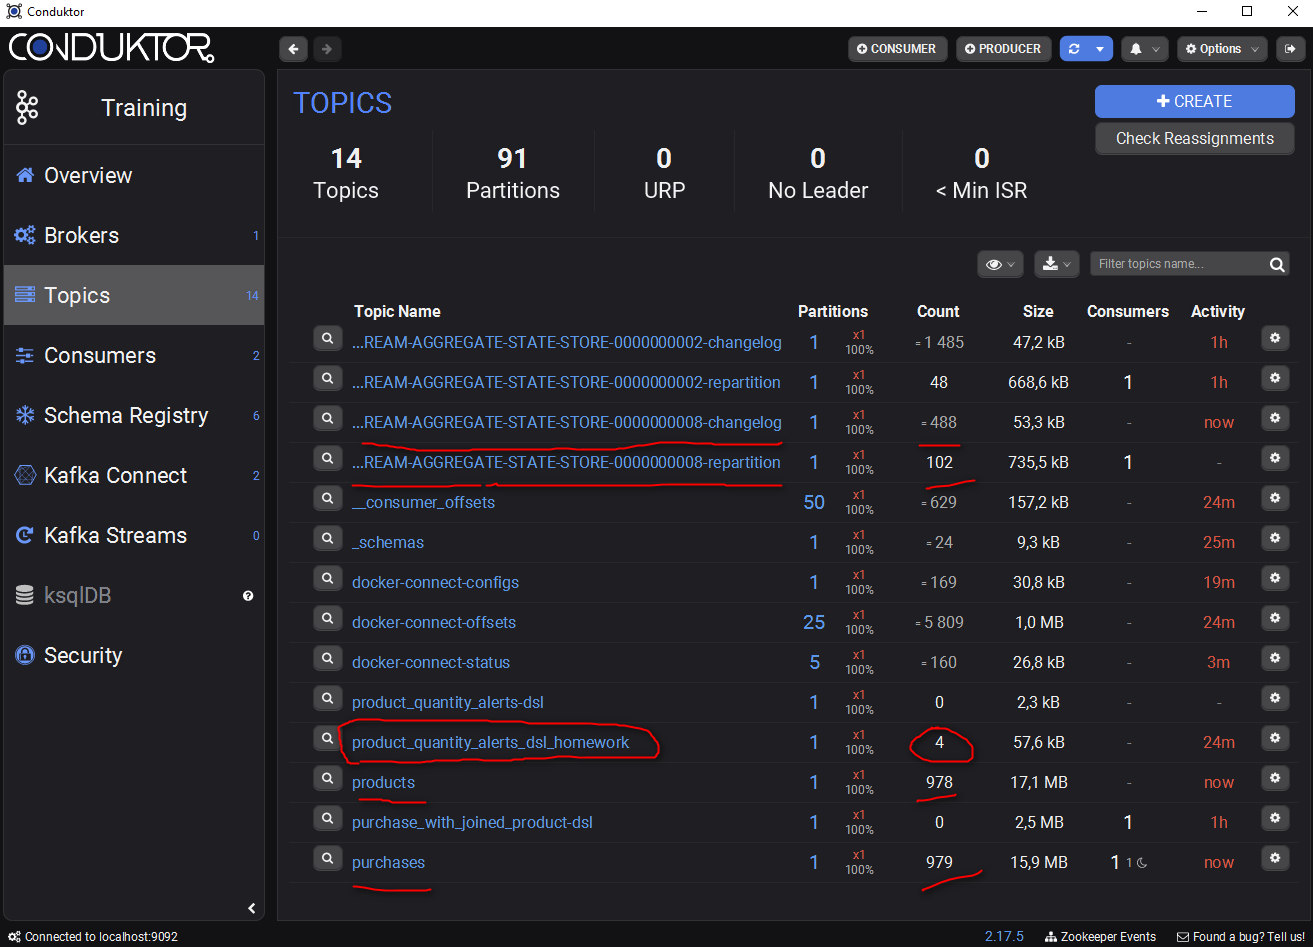 Conduktor
CONDUKTOR
CONSUMER PRODUCER Options
Training
Overview
Brokers 1
Topics 14
Consumers 2
Schema Registry 6
Kafka Connect 2
Kafka Streams 0
ksqlDB ?
Security
TOPICS
+ CREATE
Check Reassignments
14 91 0 0 0
Topics Partitions URP No Leader < Min ISR
Filter topics name...
Topic Name Partitions Count Size Consumers Activity
...REAM-AGGREGATE-STATE-STORE-0000000002-changelog 1 x1 100% ≈ 1 485 47,2 kB - 1h
...REAM-AGGREGATE-STATE-STORE-0000000002-repartition 1 x1 100% 48 668,6 kB 1 1h
...REAM-AGGREGATE-STATE-STORE-0000000008-changelog 1 x1 100% ≈ 488 53,3 kB - now
...REAM-AGGREGATE-STATE-STORE-0000000008-repartition 1 x1 100% 102 735,5 kB 1 -
__consumer_offsets 50 x1 100% ≈ 629 157,2 kB - 24m
_schemas 1 x1 100% ≈ 24 9,3 kB - 25m
docker-connect-configs 1 x1 100% ≈ 169 30,8 kB - 19m
docker-connect-offsets 25 x1 100% ≈ 5 809 1,0 MB - 24m
docker-connect-status 5 x1 100% ≈ 160 26,8 kB - 3m
product_quantity_alerts-dsl 1 x1 100% 0 2,3 kB - -
product_quantity_alerts_dsl_homework 1 x1 100% 4 57,6 kB - 24m
products 1 x1 100% 978 17,1 MB - now
purchase_with_joined_product-dsl 1 x1 100% 0 2,5 MB 1 1h
purchases 1 x1 100% 979 15,9 MB 1 1 now
Connected to localhost:9092 2.17.5 Zookeeper Events Found a bug? Tell us!